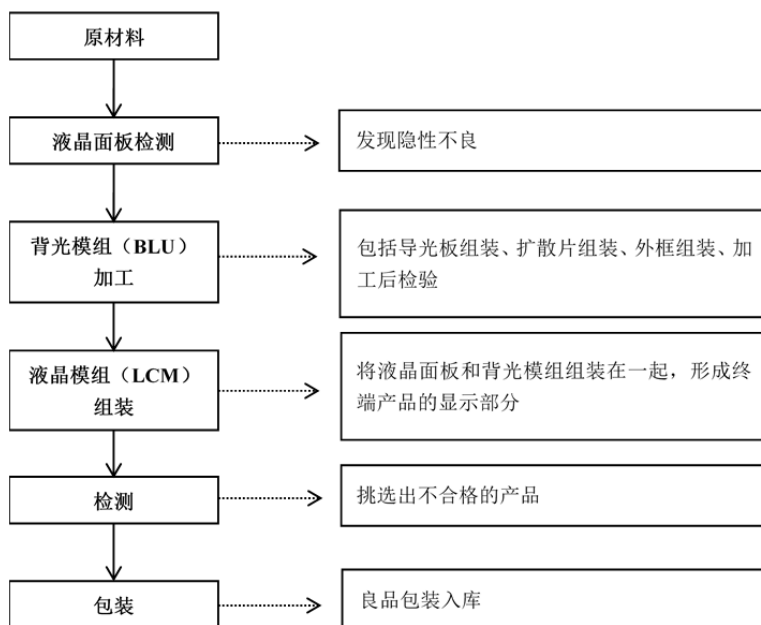 原材料
液晶面板检测
发现隐性不良
背光模组（BLU）
加工
包括导光板组装、扩散片组装、外框组装、加
工后检验
液晶模组（LCM）
组装
将液晶面板和背光模组组装在一起，形成终
端产品的显示部分
检测
挑选出不合格的产品
包装
良品包装入库